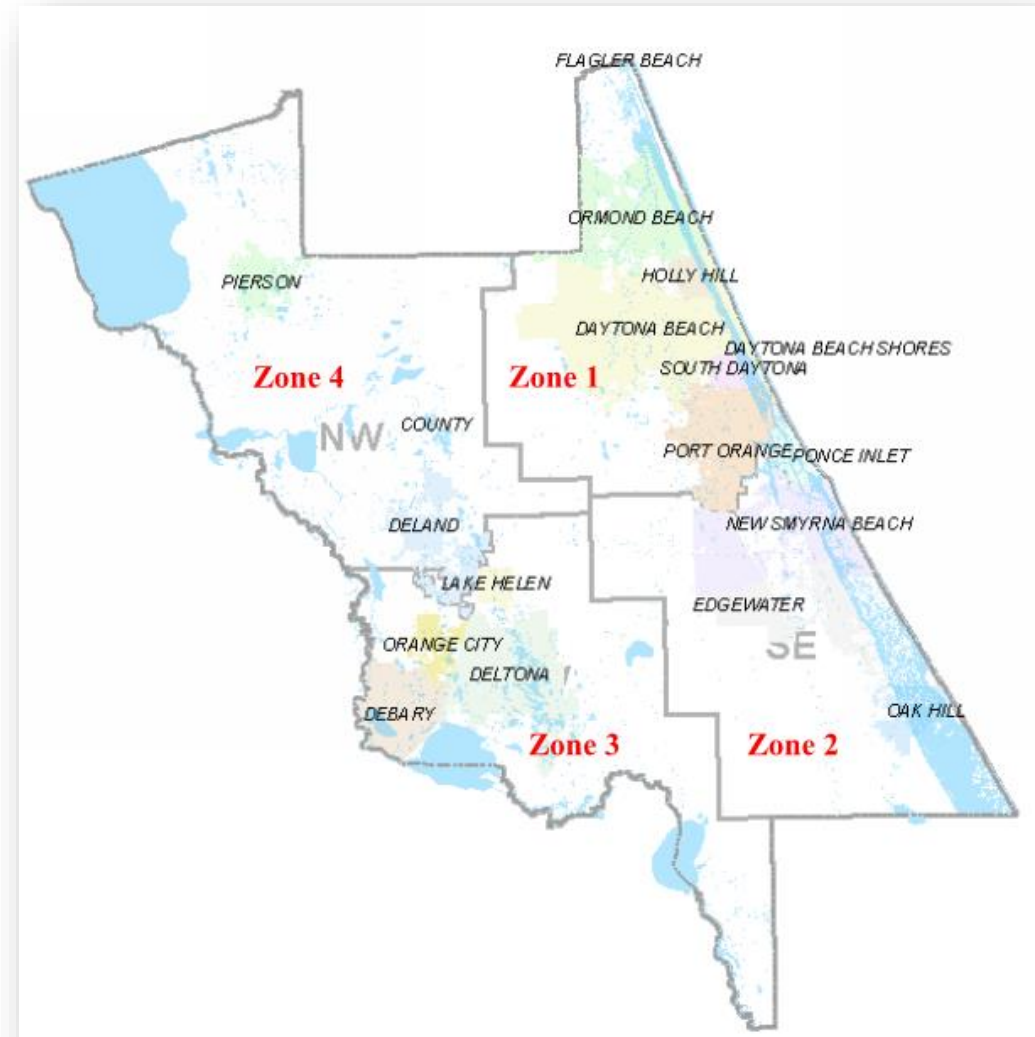 FLAGLER BEACH
ORMOND BEACH
HOLLY HILL
PIERSON
DAYTONA BEACH
DAYTONA BEACH SHORES
SOUTH DAYTONA
Zone 4
Zone 1
COUNTY
NW
PORT ORANGE
PONCE INLET
DELAND
NEW SMYRNA BEACH
LAKE HELEN
EDGEWATER
ORANGE CITY
SE
DELTONA
DEBARY
OAK HILL
Zone 3
Zone 2